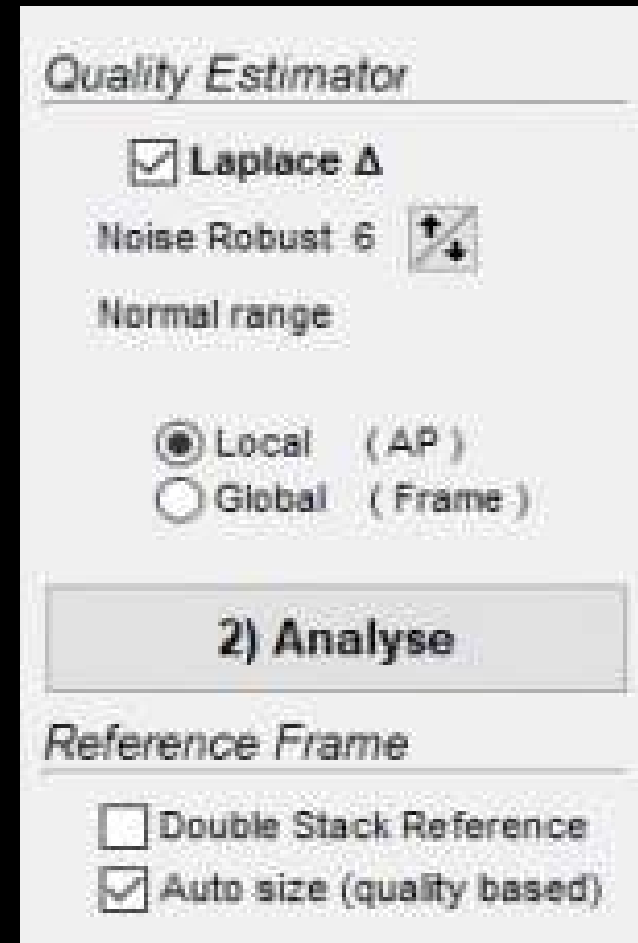 Quality Estimator
Laplace Δ
Noise Robust 6
Normal range
Local (AP)
Global (Frame)
2) Analyse
Reference Frame
Double Stack Reference
Auto size (quality based)